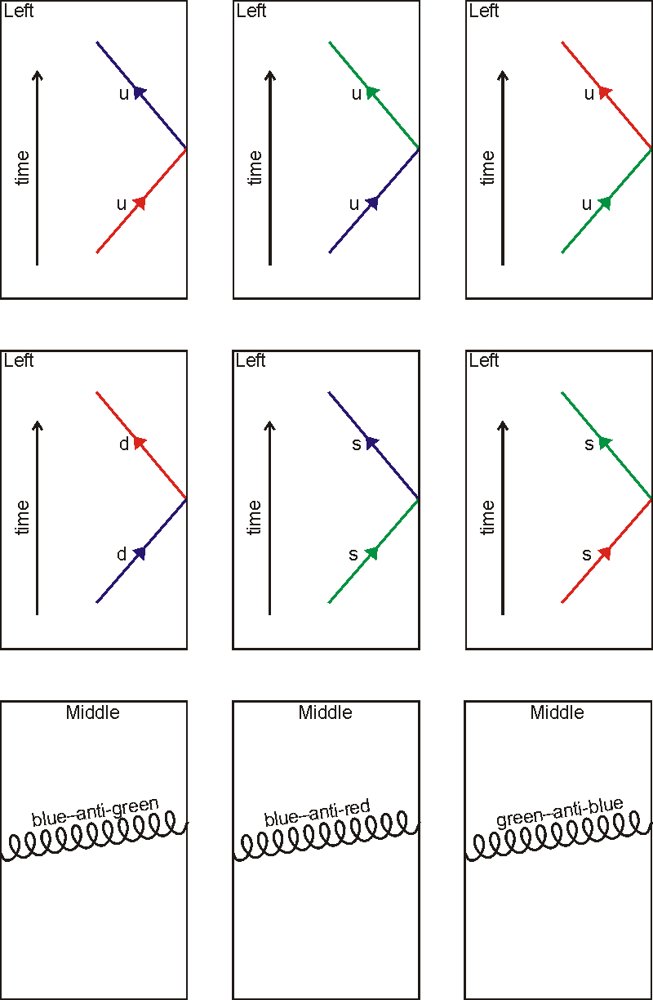 Left
u
time
u
Left
u
time
u
Left
u
time
u
Left
d
time
d
Left
s
time
s
Left
s
time
s
Middle
blue–anti-green
Middle
blue–anti-red
Middle
green–anti-blue